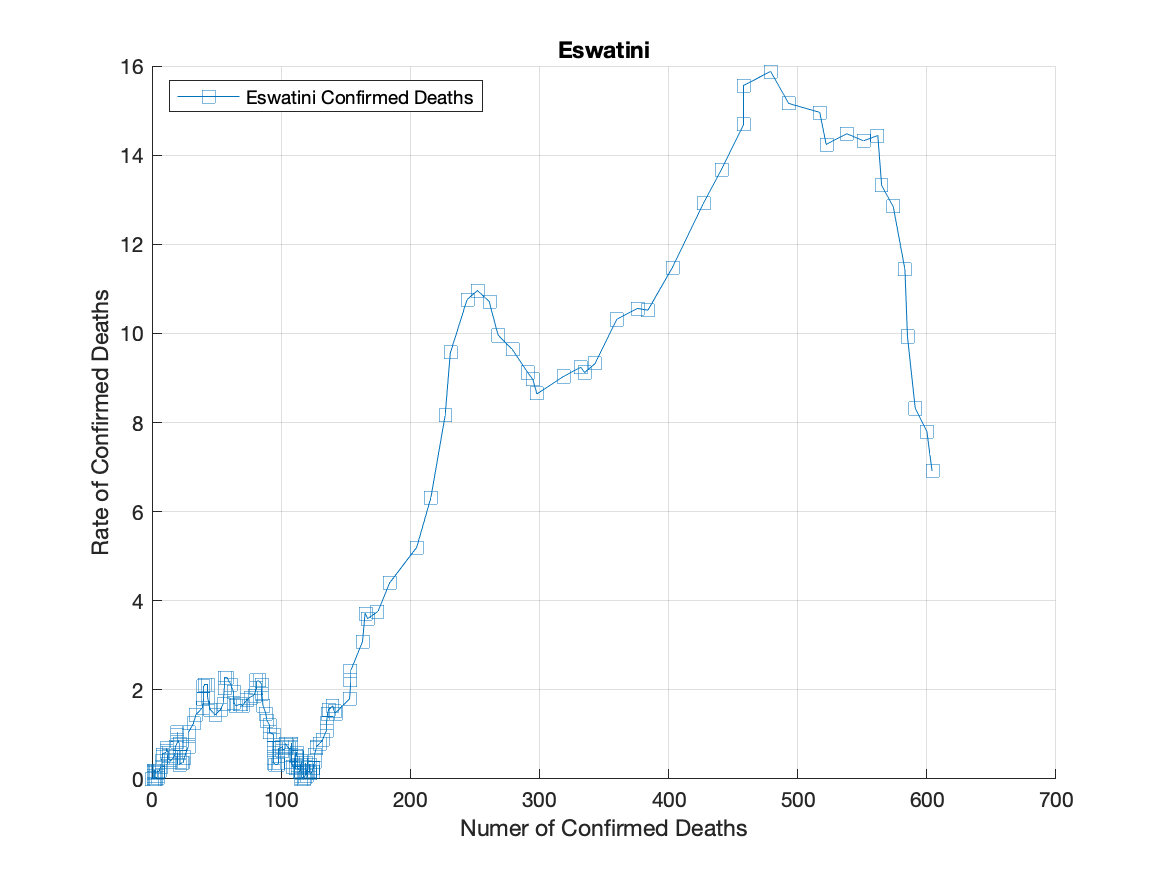 Eswatini
Eswatini Confirmed Deaths
16
14
12
10
8
6
4
2
0
Rate of Confirmed Deaths
0 100 200 300 400 500 600 700
Numer of Confirmed Deaths